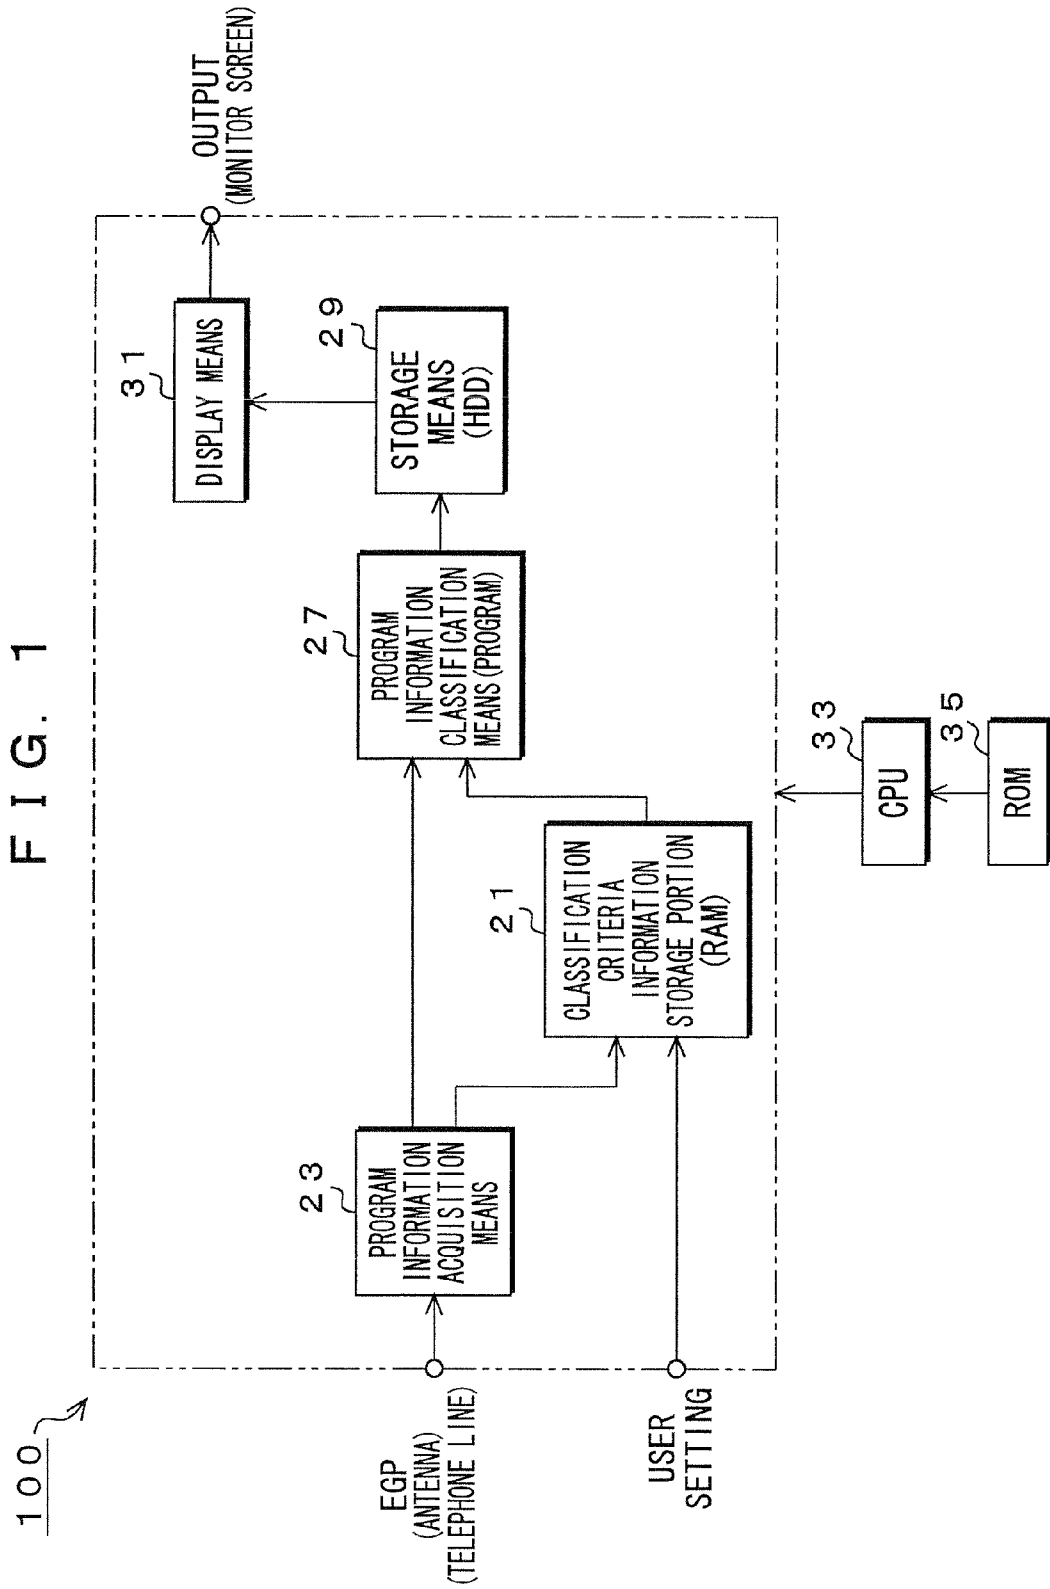 FIG. 1
100
OUTPUT
(MONITOR SCREEN)
31
DISPLAY MEANS
29
STORAGE
MEANS
(HDD)
27
PROGRAM
INFORMATION
CLASSIFICATION
MEANS(PROGRAM)
23
PROGRAM
INFORMATION
ACQUISITION
MEANS
21
CLASSIFICATION
CRITERIA
INFORMATION
STORAGE PORTION
(RAM)
EGP
(ANTENNA)
(TELEPHONE LINE)
USER
SETTING
33
CPU
35
ROM